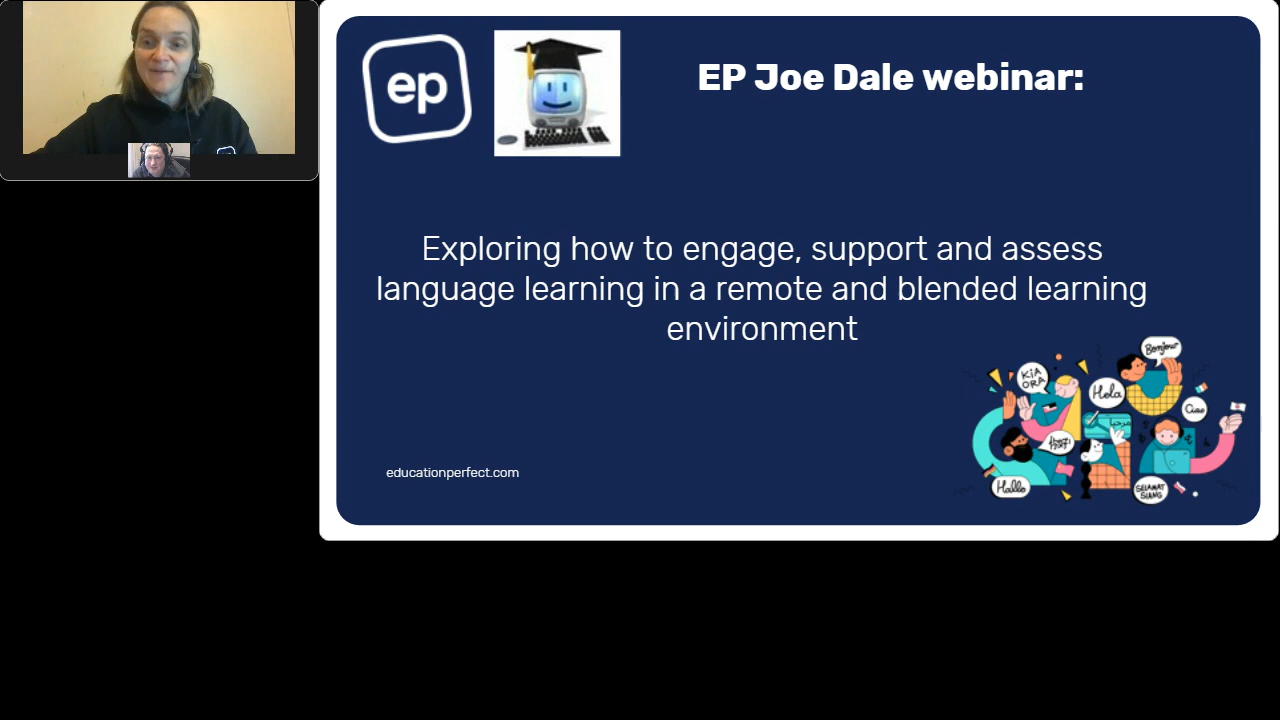 ep
EP Joe Dale webinar:
Exploring how to engage, support and assess
language learning in a remote and blended learning
environment
Bonjour
KIA
ORA
Hola
Ciao
مرحبا
Hallo
SELAMAT
SIANG
educationperfect.com